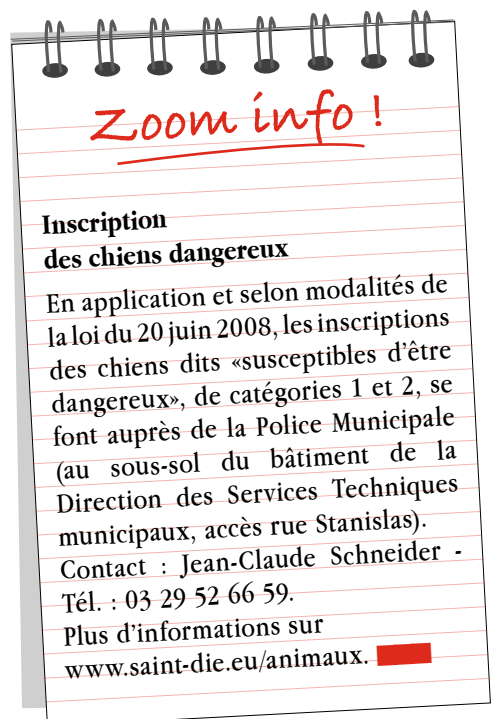 Zoom info !
Inscription
des chiens dangereux
En application et selon modalités de
la loi du 20 juin 2008, les inscriptions
des chiens dits «susceptibles d'être
dangereux», de catégories 1 et 2, se
font auprès de la Police Municipale
(au sous-sol du bâtiment de la
Direction des Services Techniques
municipaux, accès rue Stanislas).
Contact : Jean-Claude Schneider -
Tél. : 03 29 52 66 59.
Plus d'informations sur
www.saint-die.eu/animaux.